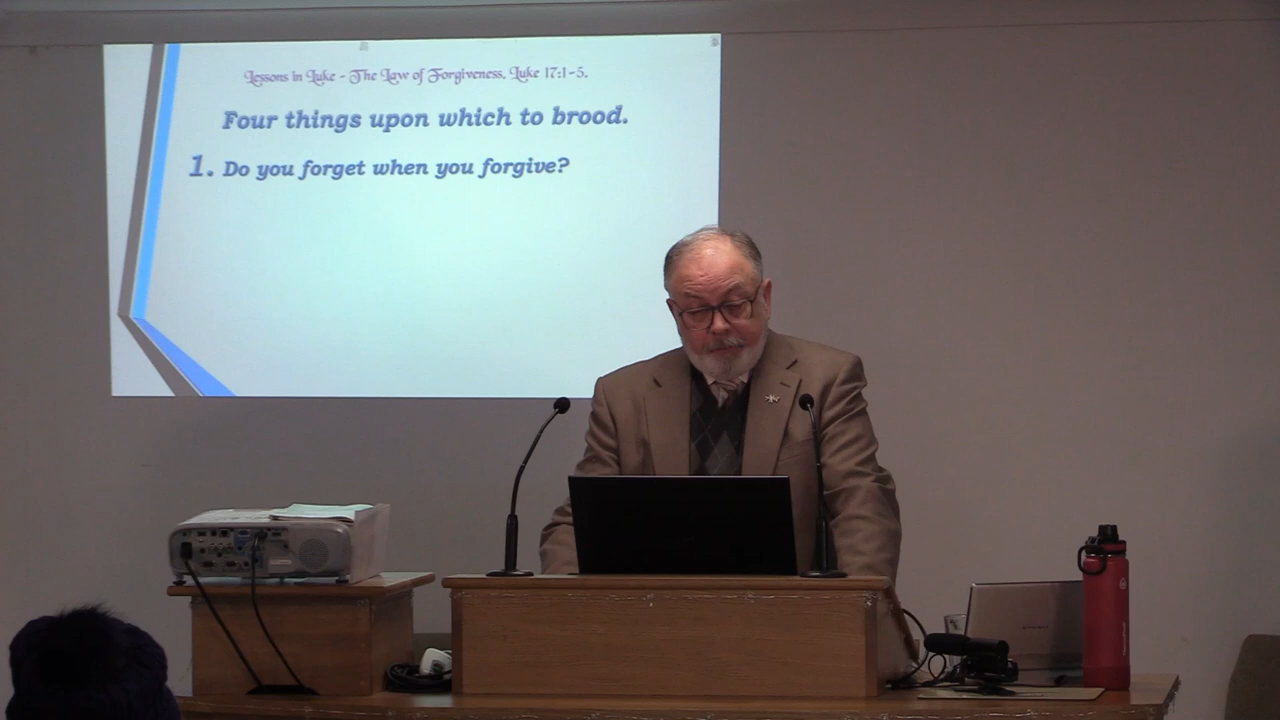 Lessons in Luke - The Law of Forgiveness, Luke 17:1-5.
Four things upon which to brood.
1. Do you forget when you forgive?